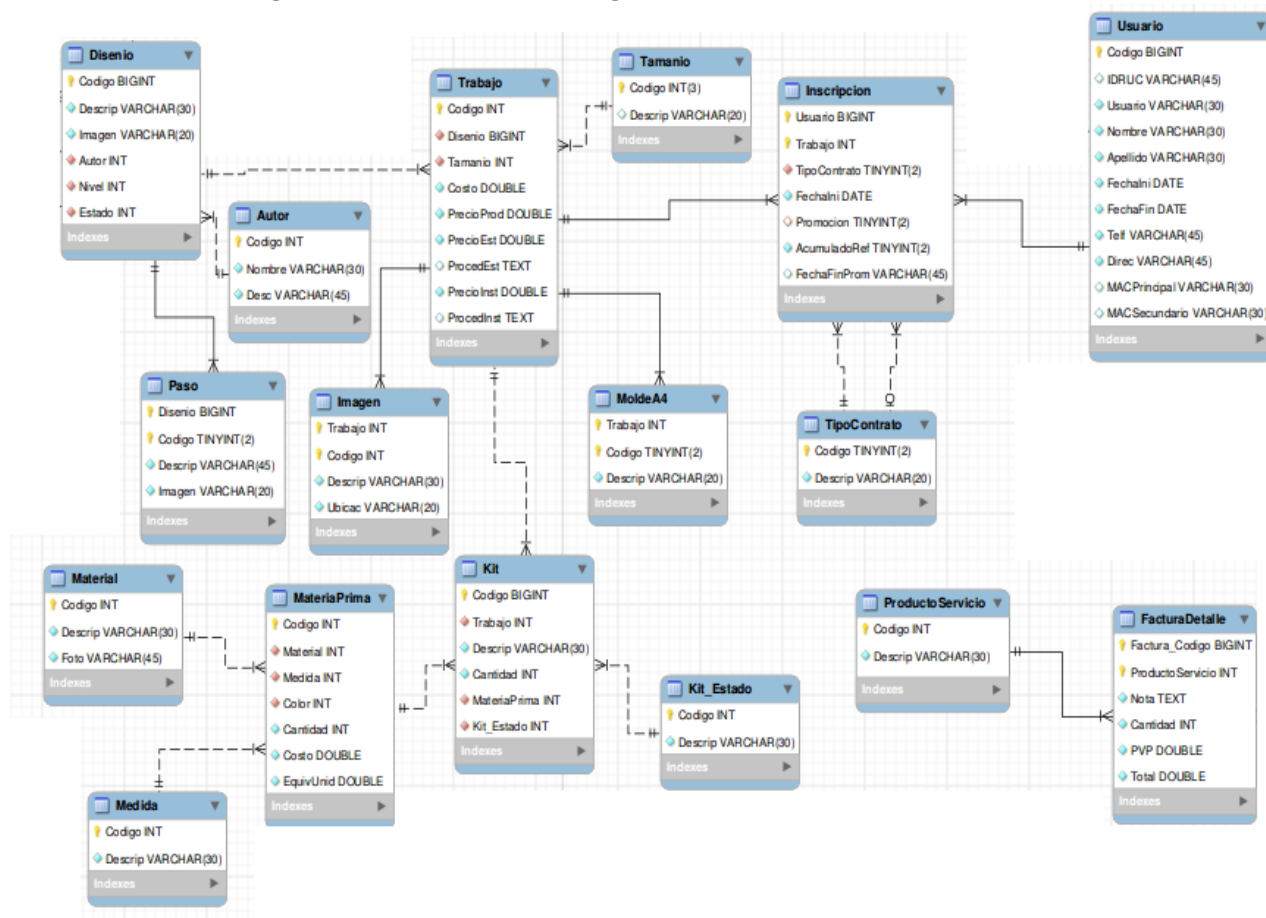 Disenio
Codigo BIGINT
Descrip VARCHAR(30)
Imagen VARCHAR(20)
Autor INT
Nivel INT
Estado INT
Indexes
Autor
Codigo INT
Nombre VARCHAR(30)
Desc VARCHAR(45)
Indexes
Trabajo
Codigo INT
Disenio BIGINT
Tamanio INT
Costo DOUBLE
PrecioProd DOUBLE
PrecioEst DOUBLE
ProcedEst TEXT
PrecioInst DOUBLE
ProcedInst TEXT
Indexes
Tamanio
Codigo INT(3)
Descrip VARCHAR(20)
Indexes
Inscripcion
Usuario BIGINT
Trabajo INT
TipoContrato TINYINT(2)
FechaIni DATE
Promocion TINYINT(2)
AcumuladoRef TINYINT(2)
FechaFinProm VARCHAR(45)
Indexes
Usuario
Codigo BIGINT
IDRUC VARCHAR(45)
Usuario VARCHAR(30)
Nombre VARCHAR(30)
Apellido VARCHAR(30)
FechaIni DATE
FechaFin DATE
Telf VARCHAR(45)
Direc VARCHAR(45)
MACPrincipal VARCHAR(30)
MACSecundario VARCHAR(30)
Indexes
Paso
Disenio BIGINT
Codigo TINYINT(2)
Descrip VARCHAR(45)
Imagen VARCHAR(20)
Indexes
Imagen
Trabajo INT
Codigo INT
Descrip VARCHAR(30)
Ubicac VARCHAR(20)
Indexes
MoldeA4
Trabajo INT
Codigo TINYINT(2)
Descrip VARCHAR(20)
Indexes
TipoContrato
Codigo TINYINT(2)
Descrip VARCHAR(20)
Indexes
Material
Codigo INT
Descrip VARCHAR(30)
Foto VARCHAR(45)
Indexes
MateriaPrima
Codigo INT
Material INT
Medida INT
Color INT
Cantidad INT
Costo DOUBLE
EquivUnid DOUBLE
Indexes
Kit
Codigo BIGINT
Trabajo INT
Descrip VARCHAR(30)
Cantidad INT
MateriaPrima INT
Kit_Estado INT
Indexes
Kit_Estado
Codigo INT
Descrip VARCHAR(30)
Indexes
ProductoServicio
Codigo INT
Descrip VARCHAR(30)
Indexes
FacturaDetalle
Factura_Codigo BIGINT
ProductoServicio INT
Nota TEXT
Cantidad INT
PVP DOUBLE
Total DOUBLE
Indexes
Medida
Codigo INT
Descrip VARCHAR(30)
Indexes